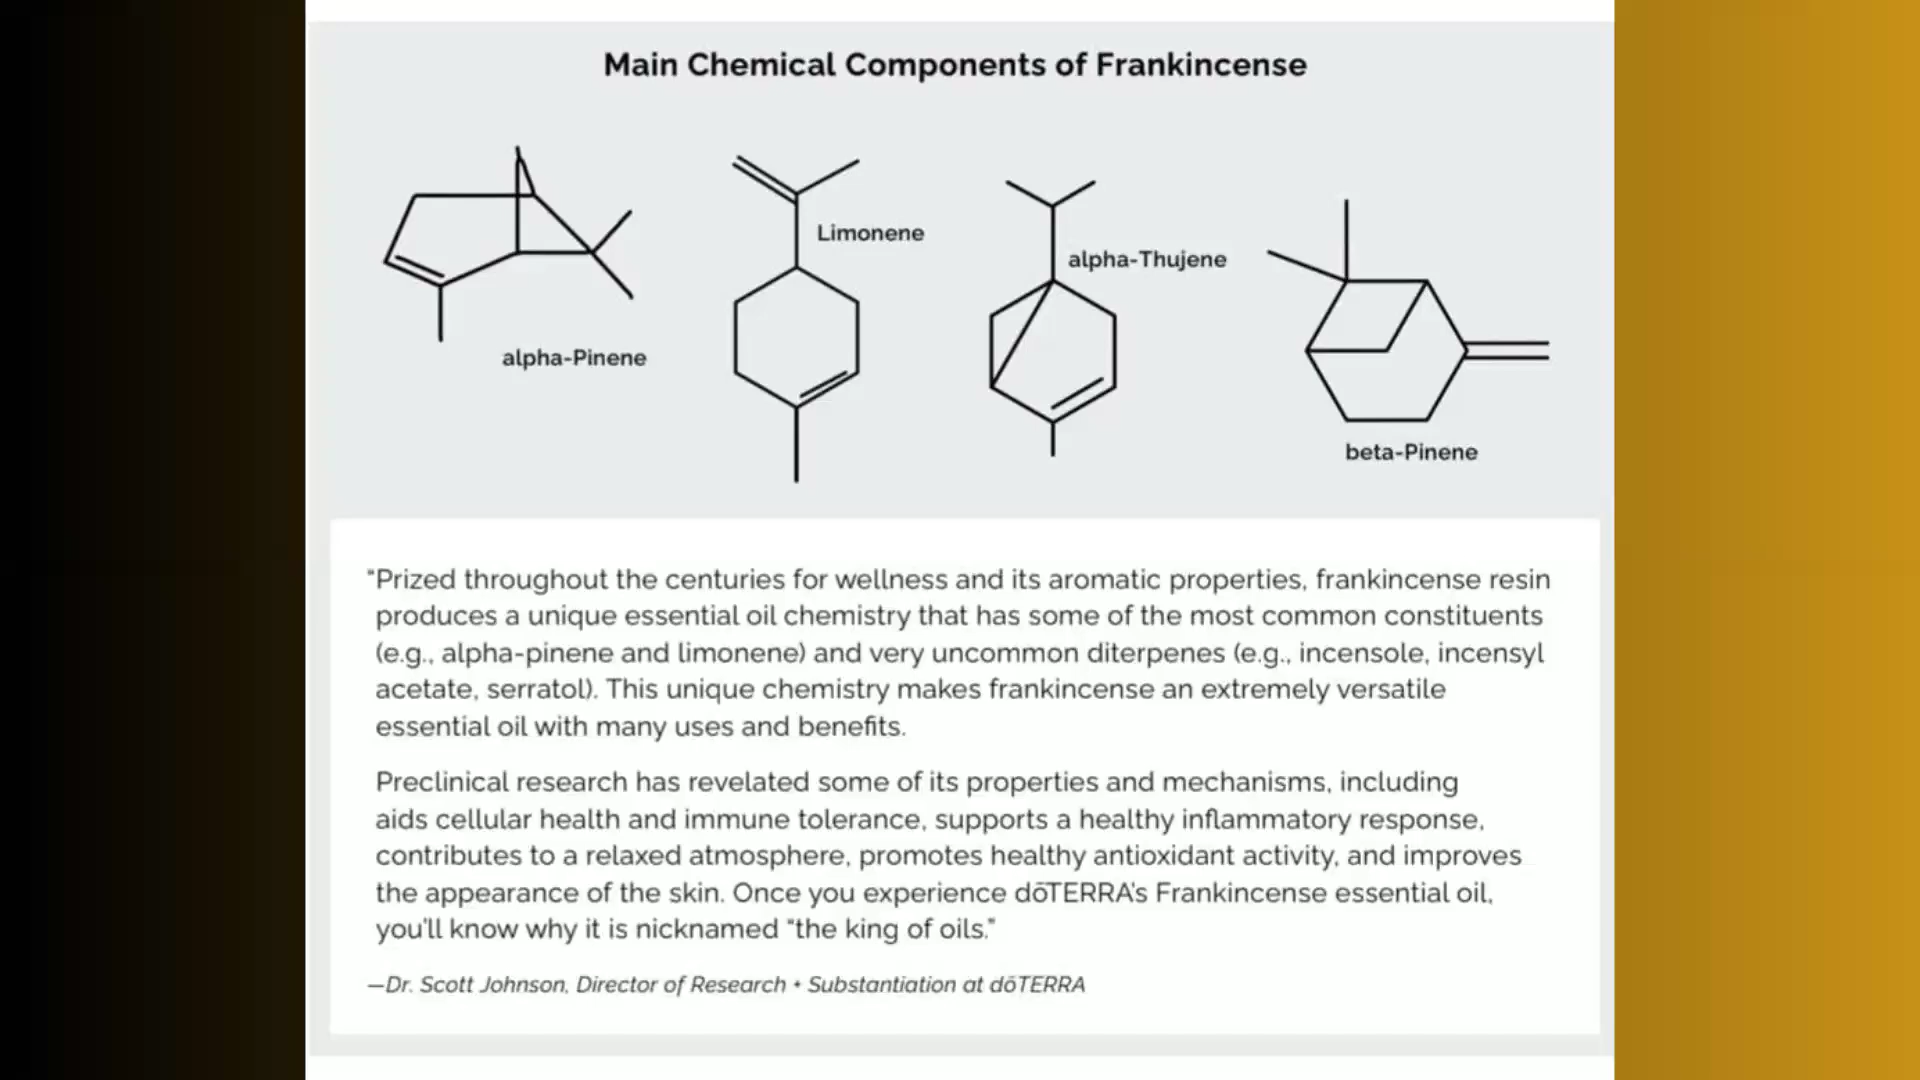 Main Chemical Components of Frankincense
Limonene
alpha-Thujene
alpha-Pinene
beta-Pinene
"Prized throughout the centuries for wellness and its aromatic properties, frankincense resin
produces a unique essential oil chemistry that has some of the most common constituents
(e.g., alpha-pinene and limonene) and very uncommon diterpenes (e.g., incensole, incensyl
acetate, serratol). This unique chemistry makes frankincense an extremely versatile
essential oil with many uses and benefits.
Preclinical research has revelated some of its properties and mechanisms, including
aids cellular health and immune tolerance, supports a healthy inflammatory response,
contributes to a relaxed atmosphere, promotes healthy antioxidant activity, and improves
the appearance of the skin. Once you experience dōTERRA's Frankincense essential oil,
you'll know why it is nicknamed "the king of oils."
—Dr. Scott Johnson, Director of Research + Substantiation at dōTERRA